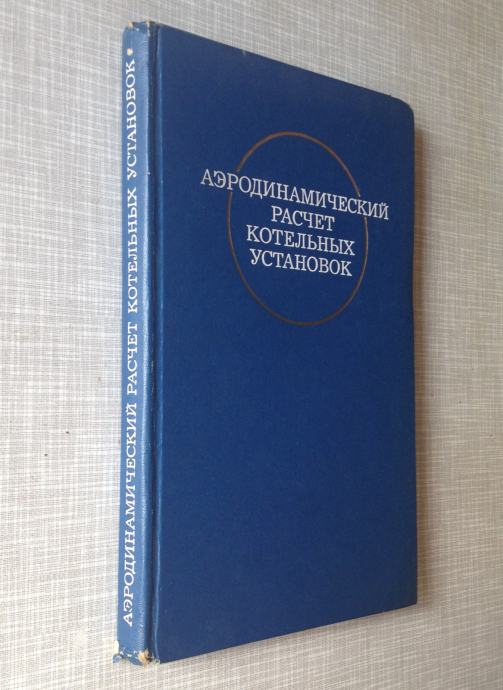 АЭРОДИНАМИЧЕСКИЙ РАСЧЕТ КОТЕЛЬНЫХ УСТАНОВОК •
АЭРОДИНАМИЧЕСКИЙ
РАСЧЕТ
КОТЕЛЬНЫХ
УСТАНОВОК